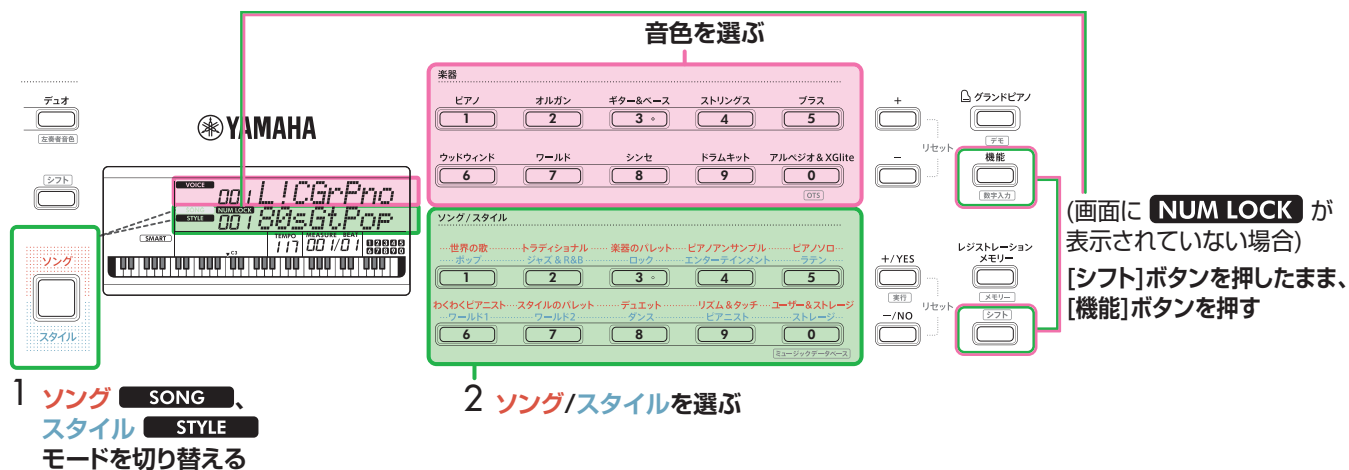 音色を選ぶ
楽器
ピアノ オルガン ギター&ベース ストリングス ブラス
1 2 3 4 5
ウッドウィンド ワールド シンセ ドラムキット アルペジオ & XGlite
6 7 8 9 0
OTS
デュオ
左奏者音色
シフト
ソング
スタイル
YAMAHA
VOICE 001 L!CGrPno
NUM LOCK
STYLE 001 80sGtPop
SMART
TEMPO MEASURE BEAT
117 001/01 1 2 3 4 5
6 7 8 9 0
C3
ソング / スタイル
世界の歌 トラディショナル 楽器のパレット ピアノアンサンブル ピアノソロ
ポップ ジャズ & R&B ロック エンターテインメント ラテン
1 2 3 4 5
わくわくピアニスト スタイルのパレット デュエット リズム & タッチ ユーザー & ストレージ
ワールド1 ワールド2 ダンス ピアニスト ストレージ
6 7 8 9 0
ミュージックデータベース
+
リセット
−
+/YES
実行
リセット
−/NO
グランドピアノ
デモ
機能
数字入力
レジストレーション
メモリー
メモリー
シフト
(画面に NUM LOCK が
表示されていない場合)
[シフト]ボタンを押したまま、
[機能]ボタンを押す
1 ソング SONG 、
スタイル STYLE
モードを切り替える
2 ソング/スタイルを選ぶ